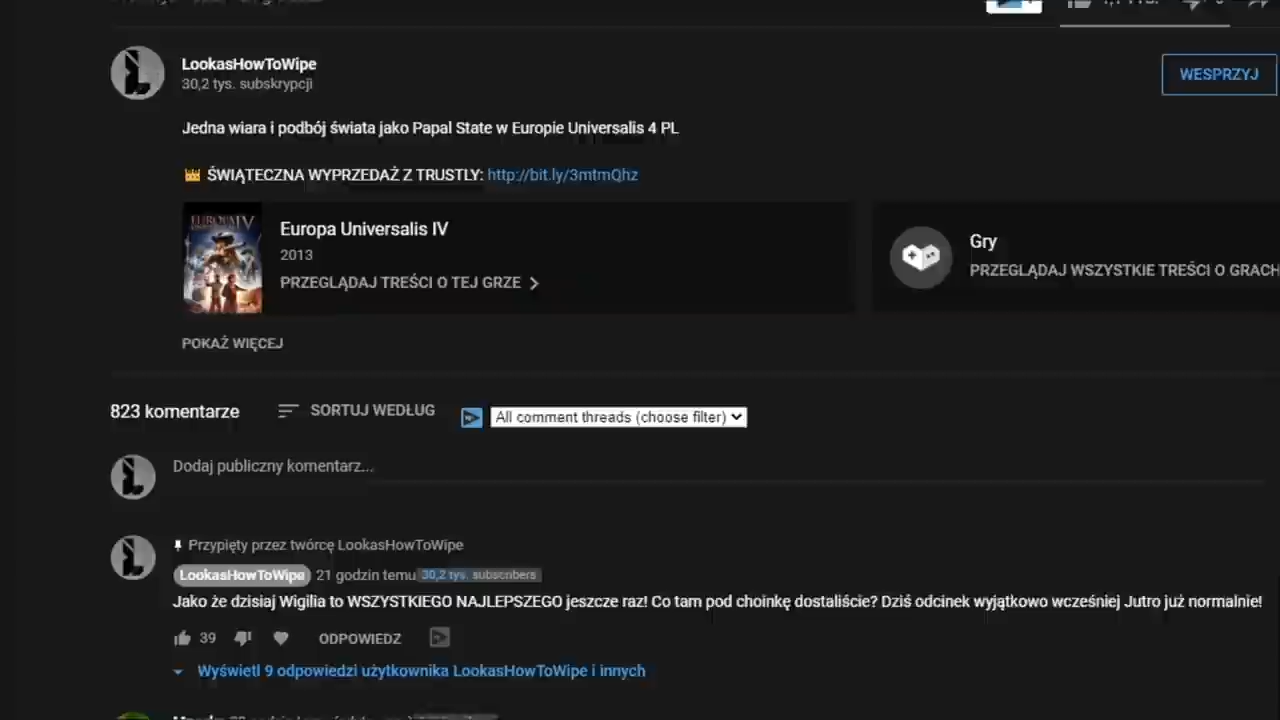 LookasHowToWipe
30,2 tys. subskrypcji
WESPRZYJ
Jedna wiara i podbój świata jako Papal State w Europie Universalis 4 PL
ŚWIĄTECZNA WYPRZEDAŻ Z TRUSTLY: http://bit.ly/3mtmQhz
EUROPA IV
Europa Universalis IV
2013
PRZEGLĄDAJ TREŚCI O TEJ GRZE
Gry
PRZEGLĄDAJ WSZYSTKIE TREŚCI O GRACH
POKAŻ WIĘCEJ
823 komentarze
SORTUJ WEDŁUG
All comment threads (choose filter)
Dodaj publiczny komentarz...
Przypięty przez twórcę LookasHowToWipe
LookasHowToWipe 21 godzin temu 30,2 tys. subscribers
Jako że dzisiaj Wigilia to WSZYSTKIEGO NAJLEPSZEGO jeszcze raz! Co tam pod choinkę dostaliście? Dziś odcinek wyjątkowo wcześniej Jutro już normalnie!
39
ODPOWIEDZ
Wyświetl 9 odpowiedzi użytkownika LookasHowToWipe i innych